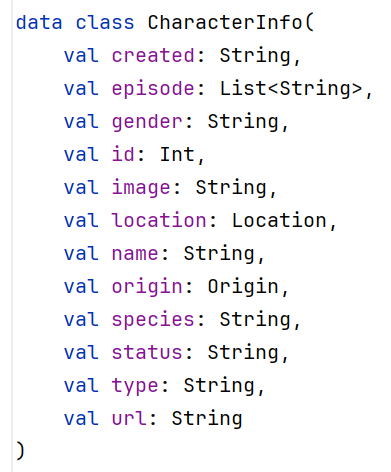 data class CharacterInfo(
    val created: String,
    val episode: List<String>,
    val gender: String,
    val id: Int,
    val image: String,
    val location: Location,
    val name: String,
    val origin: Origin,
    val species: String,
    val status: String,
    val type: String,
    val url: String
)